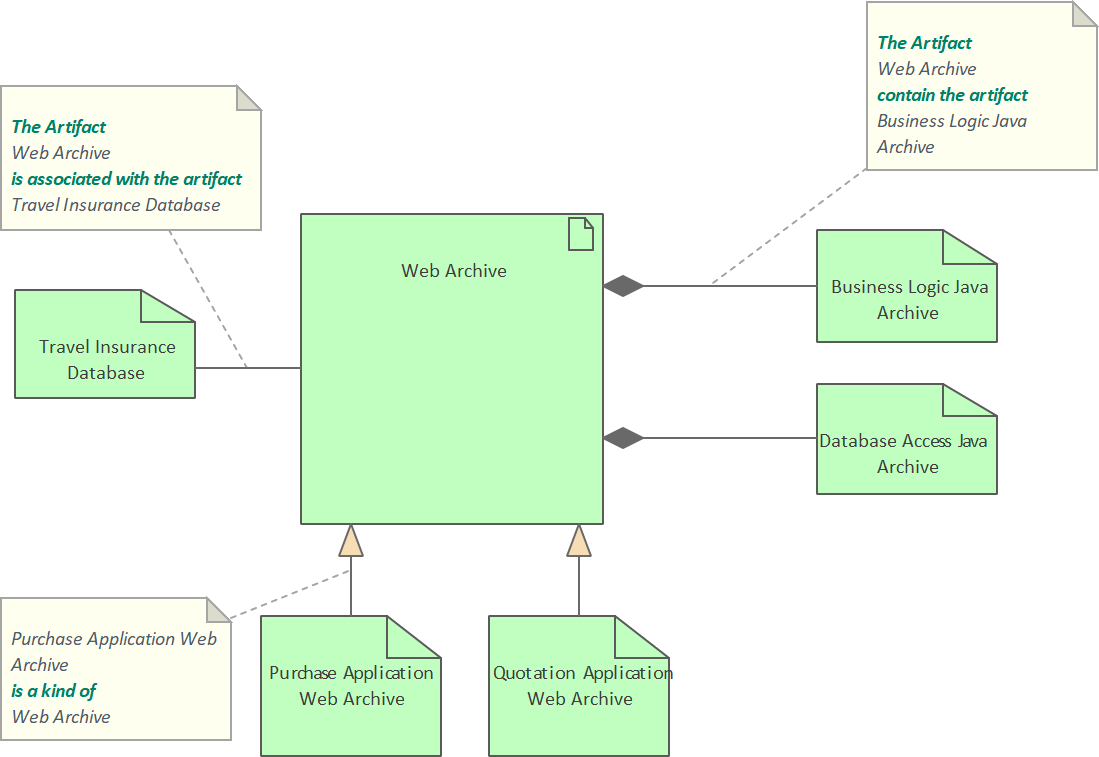 The Artifact
Web Archive
contain the artifact
Business Logic Java
Archive
The Artifact
Web Archive
is associated with the artifact
Travel Insurance Database
Web Archive
Business Logic Java
Archive
Travel Insurance
Database
Database Access Java
Archive
Purchase Application Web
Archive
is a kind of
Web Archive
Purchase Application
Web Archive
Quotation Application
Web Archive